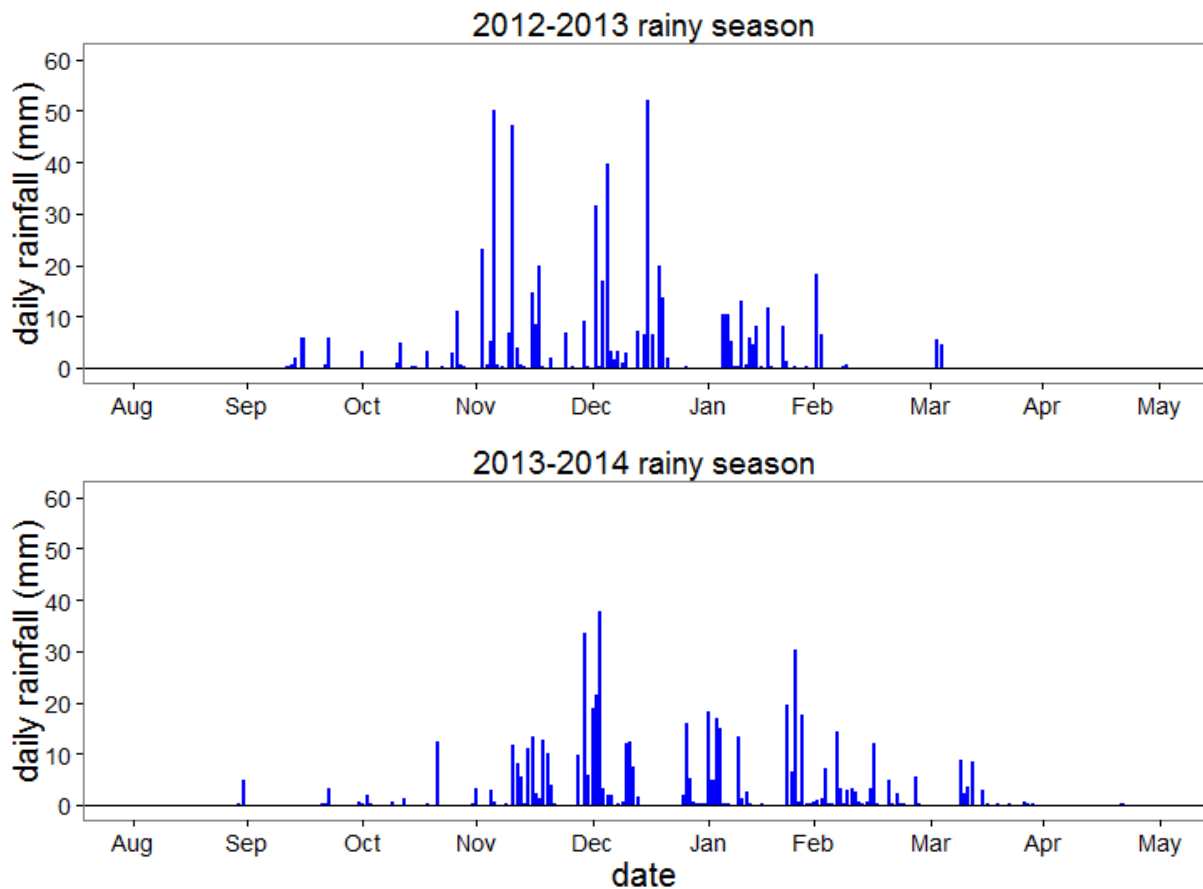 2012-2013 rainy season
60
50
40
30
20
10
0
daily rainfall (mm)
Aug Sep Oct Nov Dec Jan Feb Mar Apr May
2013-2014 rainy season
60
50
40
30
20
10
0
daily rainfall (mm)
Aug Sep Oct Nov Dec Jan Feb Mar Apr May
date